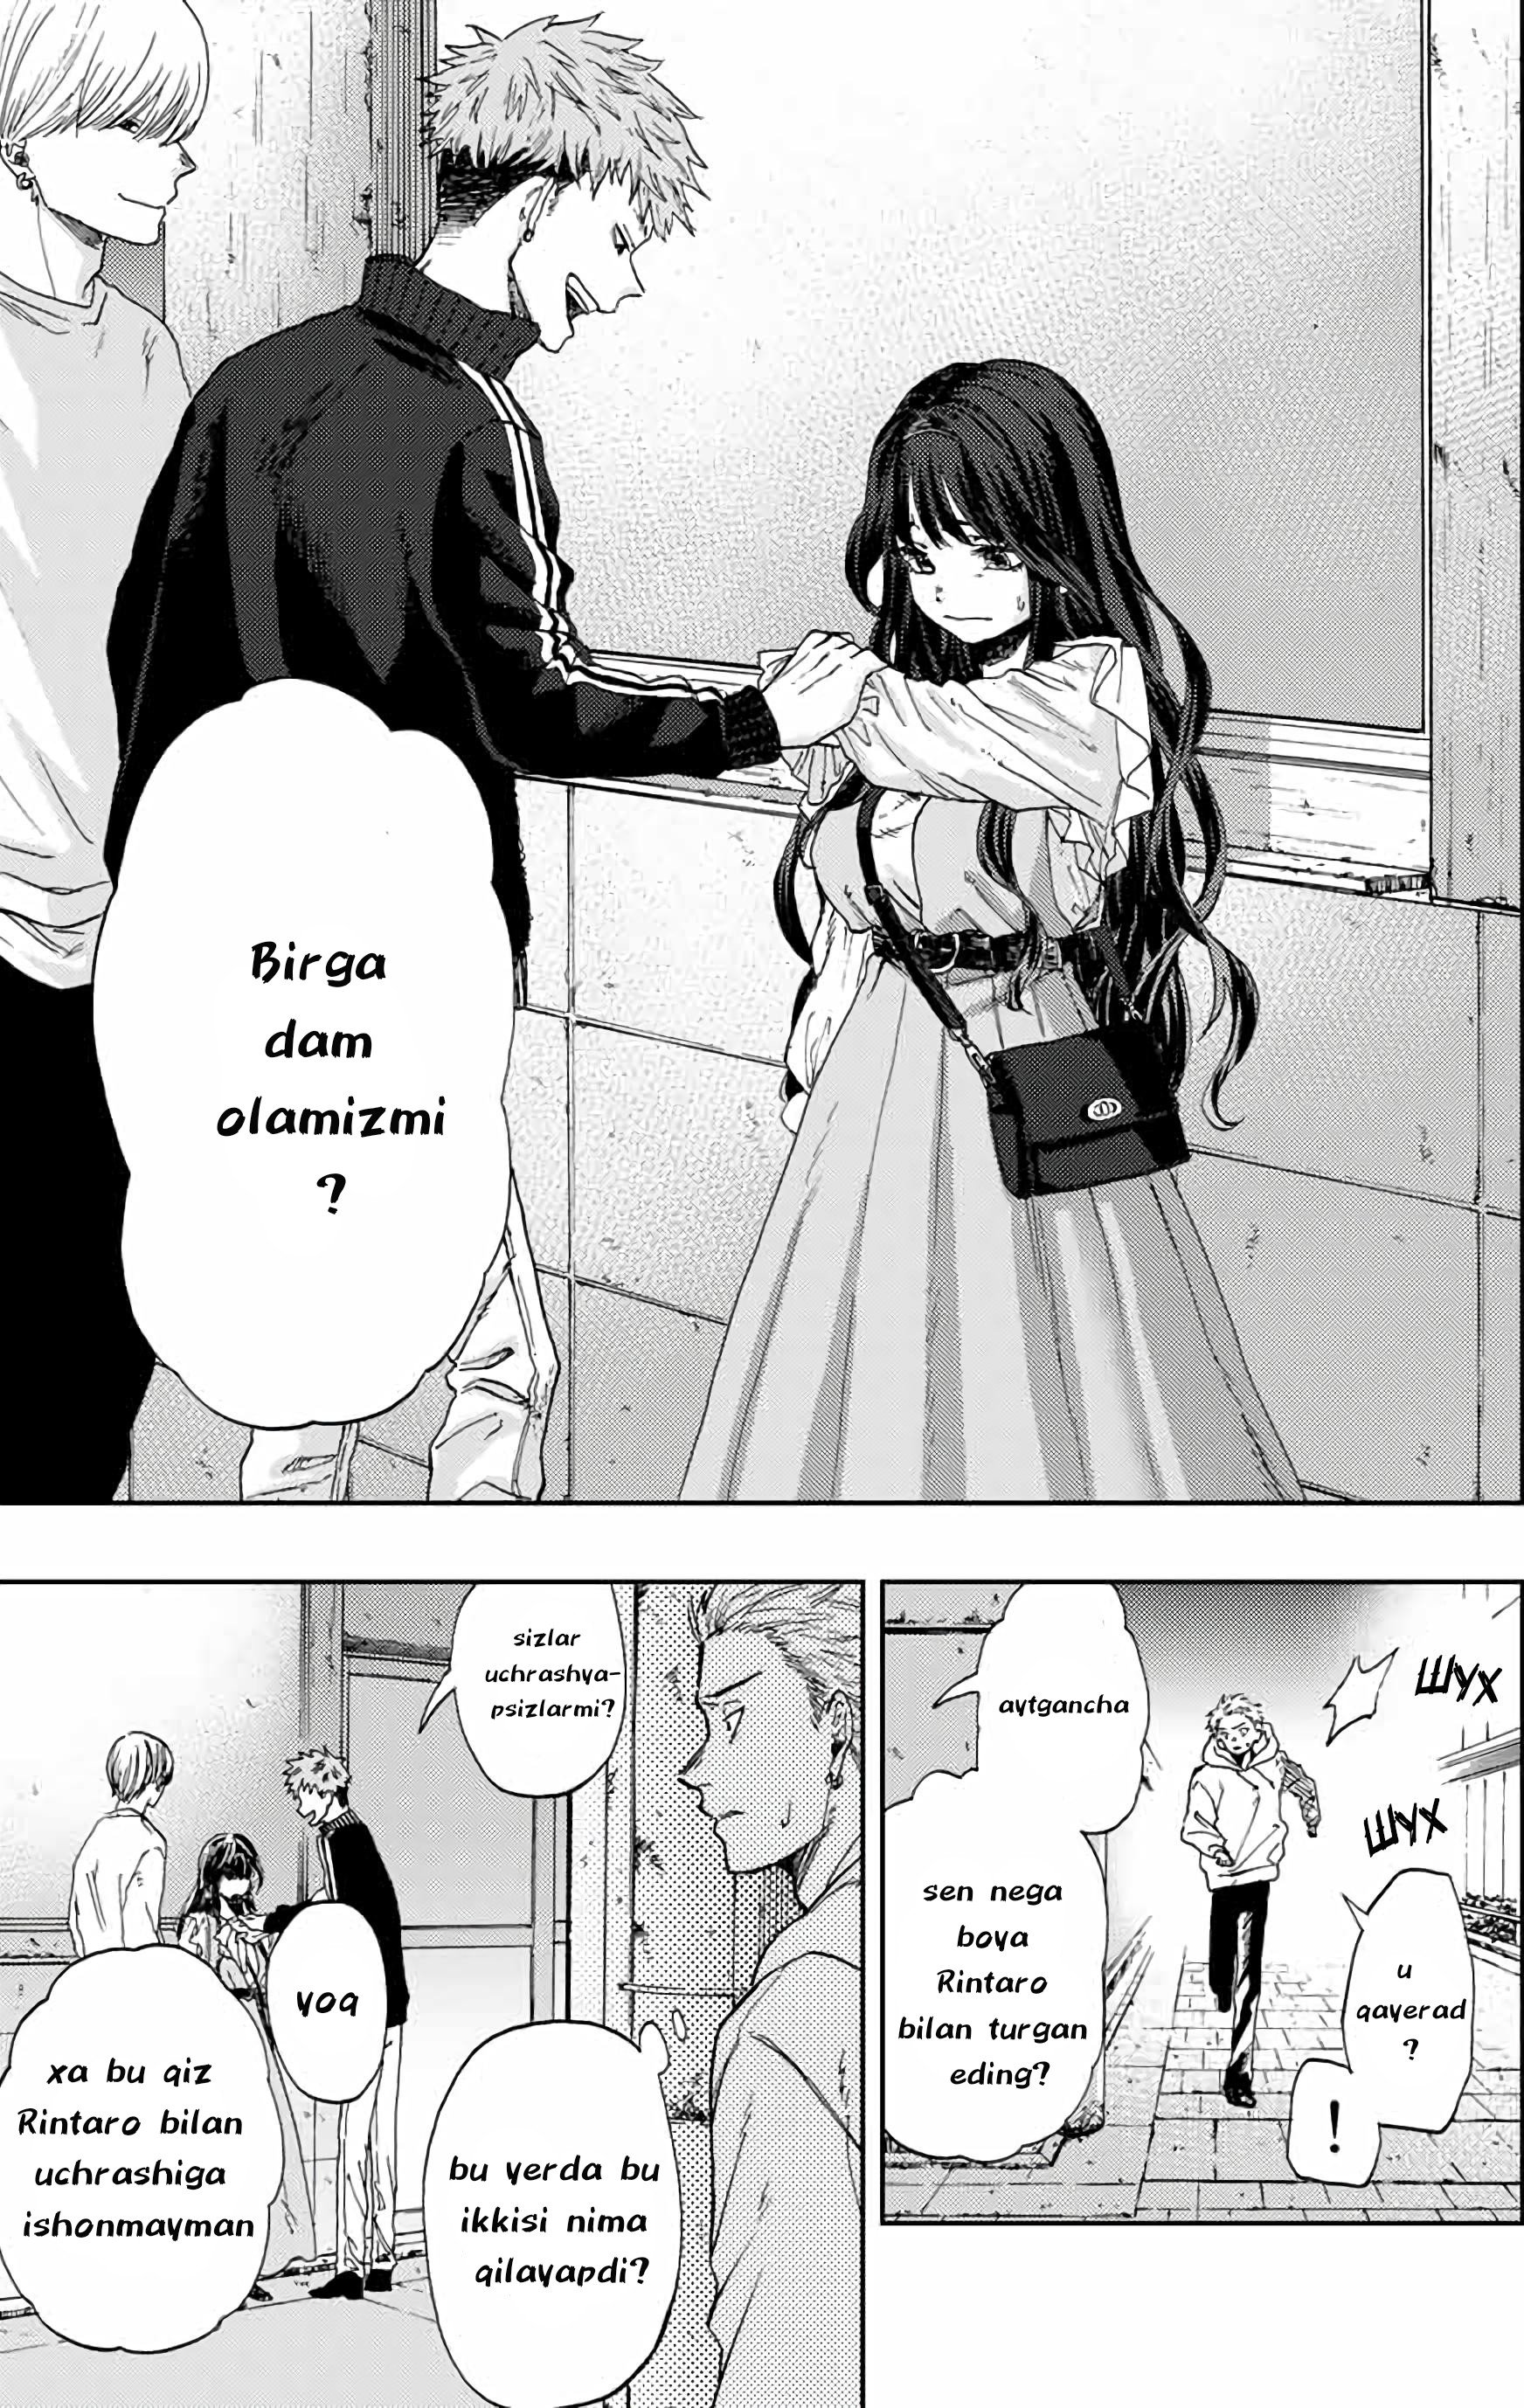 Birga
dam
olamizmi
?
шух
шух
u
qayerad
?
!
aytgancha
sen nega
boya
Rintaro
bilan turgan
eding?
sizlar
uchrashya-
psizlarmi?
bu yerda bu
ikkisi nima
qilayapdi?
yoq
xa bu qiz
Rintaro bilan
uchrashiga
ishonmayman